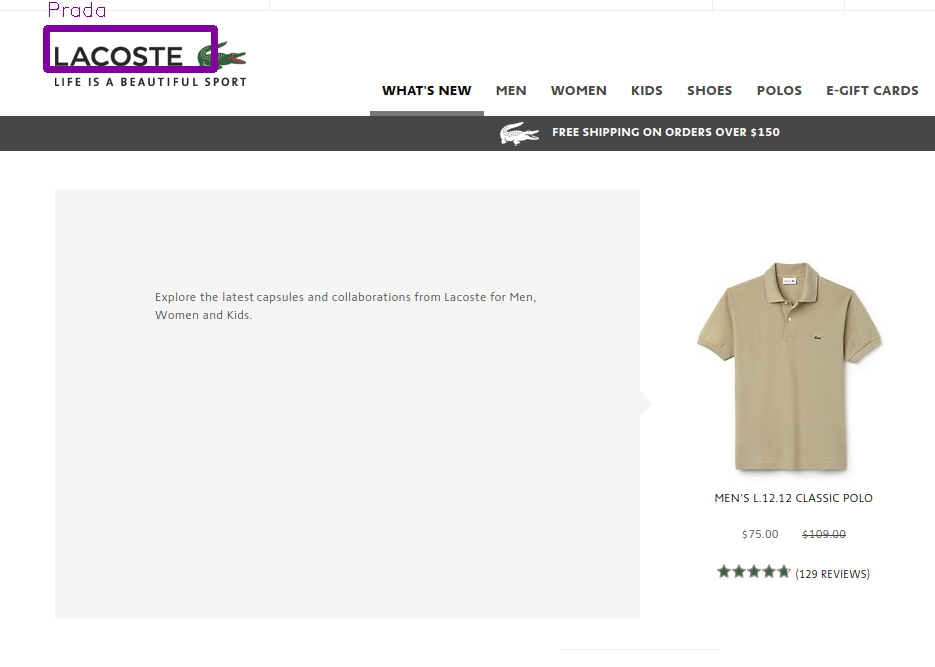 Prada
LACOSTE
LIFE IS A BEAUTIFUL SPORT
WHAT'S NEW MEN WOMEN KIDS SHOES POLOS E-GIFT CARDS
FREE SHIPPING ON ORDERS OVER $150
Explore the latest capsules and collaborations from Lacoste for Men,
Women and Kids.
MEN'S L.12.12 CLASSIC POLO
$75.00 $109.00
(129 REVIEWS)